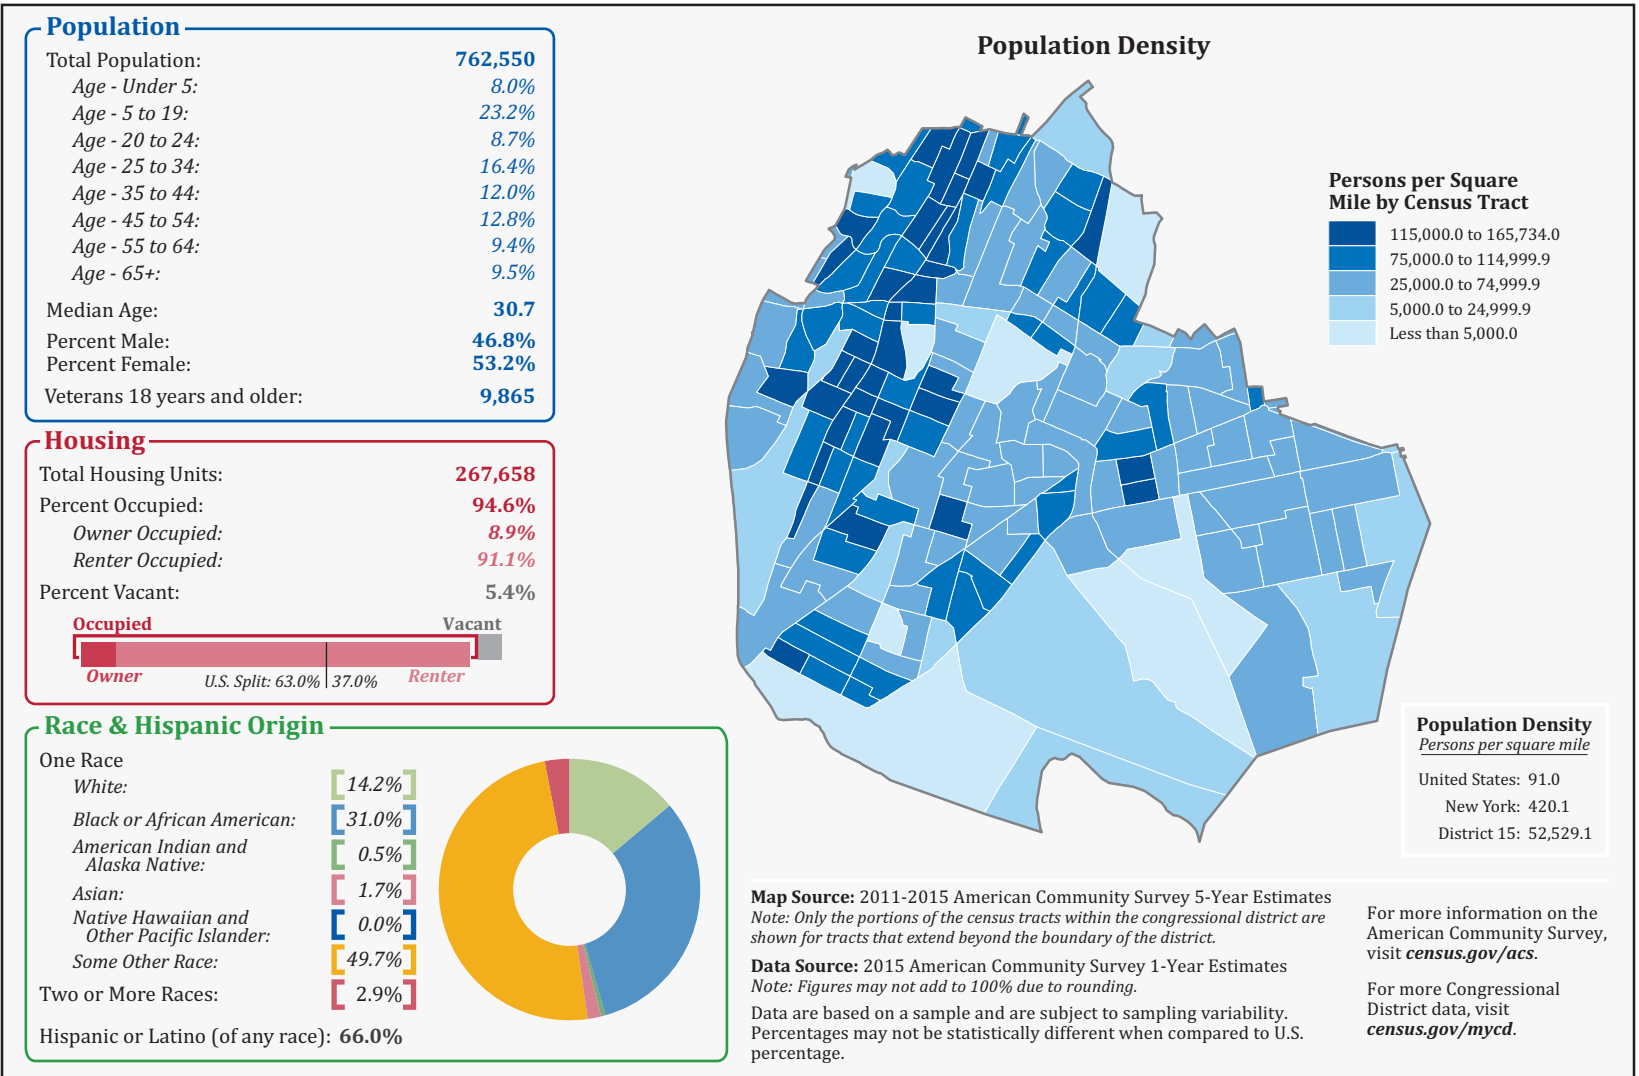 Population
Total Population: 762,550
Age - Under 5: 8.0%
Age - 5 to 19: 23.2%
Age - 20 to 24: 8.7%
Age - 25 to 34: 16.4%
Age - 35 to 44: 12.0%
Age - 45 to 54: 12.8%
Age - 55 to 64: 9.4%
Age - 65+: 9.5%
Median Age: 30.7
Percent Male: 46.8%
Percent Female: 53.2%
Veterans 18 years and older: 9,865
Housing
Total Housing Units: 267,658
Percent Occupied: 94.6%
Owner Occupied: 8.9%
Renter Occupied: 91.1%
Percent Vacant: 5.4%
Occupied Vacant
Owner U.S. Split: 63.0% 37.0% Renter
Race & Hispanic Origin
One Race
White: 14.2%
Black or African American: 31.0%
American Indian and
Alaska Native: 0.5%
Asian: 1.7%
Native Hawaiian and
Other Pacific Islander: 0.0%
Some Other Race: 49.7%
Two or More Races: 2.9%
Hispanic or Latino (of any race): 66.0%
Population Density
Persons per Square
Mile by Census Tract
115,000.0 to 165,734.0
75,000.0 to 114,999.9
25,000.0 to 74,999.9
5,000.0 to 24,999.9
Less than 5,000.0
Population Density
Persons per square mile
United States: 91.0
New York: 420.1
District 15: 52,529.1
Map Source: 2011-2015 American Community Survey 5-Year Estimates
Note: Only the portions of the census tracts within the congressional district are
shown for tracts that extend beyond the boundary of the district.
Data Source: 2015 American Community Survey 1-Year Estimates
Note: Figures may not add to 100% due to rounding.
Data are based on a sample and are subject to sampling variability.
Percentages may not be statistically different when compared to U.S.
percentage.
For more information on the
American Community Survey,
visit census.gov/acs.
For more Congressional
District data, visit
census.gov/mycd.